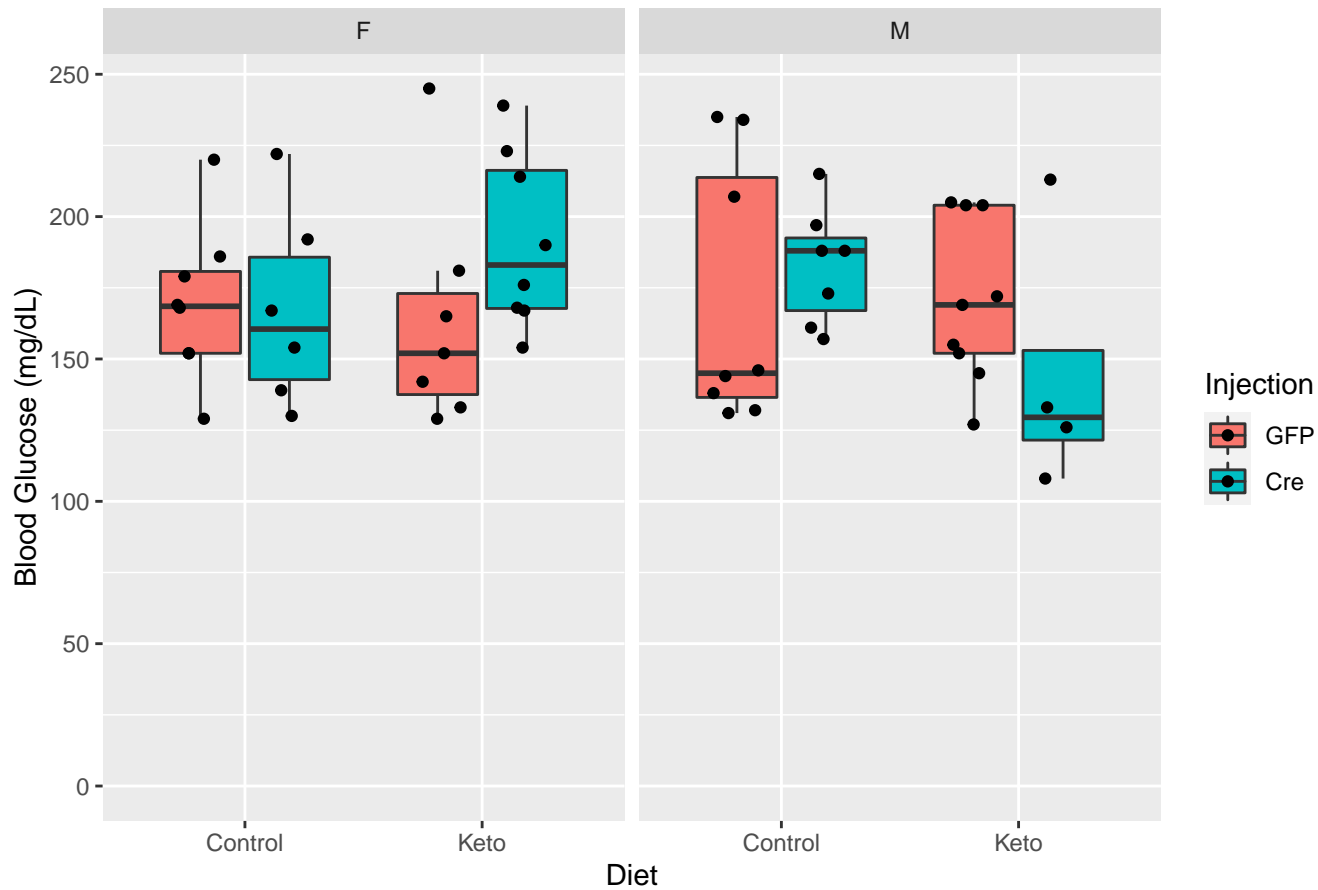 F
M
Blood Glucose (mg/dL)
250
200
150
100
50
0
Control
Keto
Control
Keto
Diet
Injection
GFP
Cre